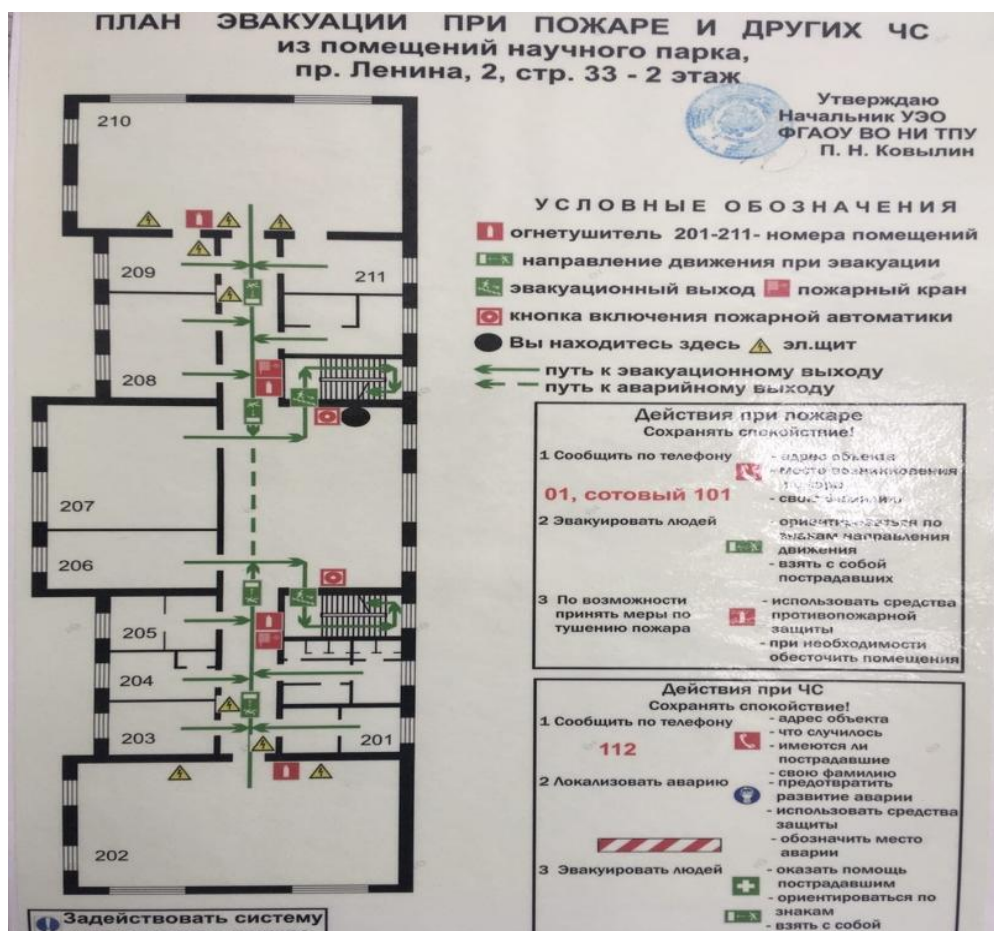 ПЛАН ЭВАКУАЦИИ ПРИ ПОЖАРЕ И ДРУГИХ ЧС
из помещений научного парка,
пр. Ленина, 2, стр. 33 - 2 этаж
Утверждаю
Начальник УЭО
ФГАОУ ВО НИ ТПУ
П. Н. Ковылин
210
209
211
208
207
206
205
204
203
201
202
УСЛОВНЫЕ ОБОЗНАЧЕНИЯ
огнетушитель 201-211- номера помещений
направление движения при эвакуации
эвакуационный выход пожарный кран
кнопка включения пожарной автоматики
Вы находитесь здесь эл.щит
путь к эвакуационному выходу
путь к аварийному выходу
Действия при пожаре
Сохранять спокойствие!
1 Сообщить по телефону
01, сотовый 101
- адрес объекта
- место возникновения
- свою фамилию
2 Эвакуировать людей
- ориентироваться по
знакам направления
движения
- взять с собой
пострадавших
3 По возможности
принять меры по
тушению пожара
- использовать средства
противопожарной
защиты
- при необходимости
обесточить помещения
Действия при ЧС
Сохранять спокойствие!
1 Сообщить по телефону
112
- адрес объекта
- что случилось
- имеются ли
пострадавшие
- свою фамилию
2 Локализовать аварию
- предотвратить
развитие аварии
- использовать средства
защиты
- обозначить место
аварии
3 Эвакуировать людей
- оказать помощь
пострадавшим
- ориентироваться по
знакам
- взять с собой
Задействовать систему